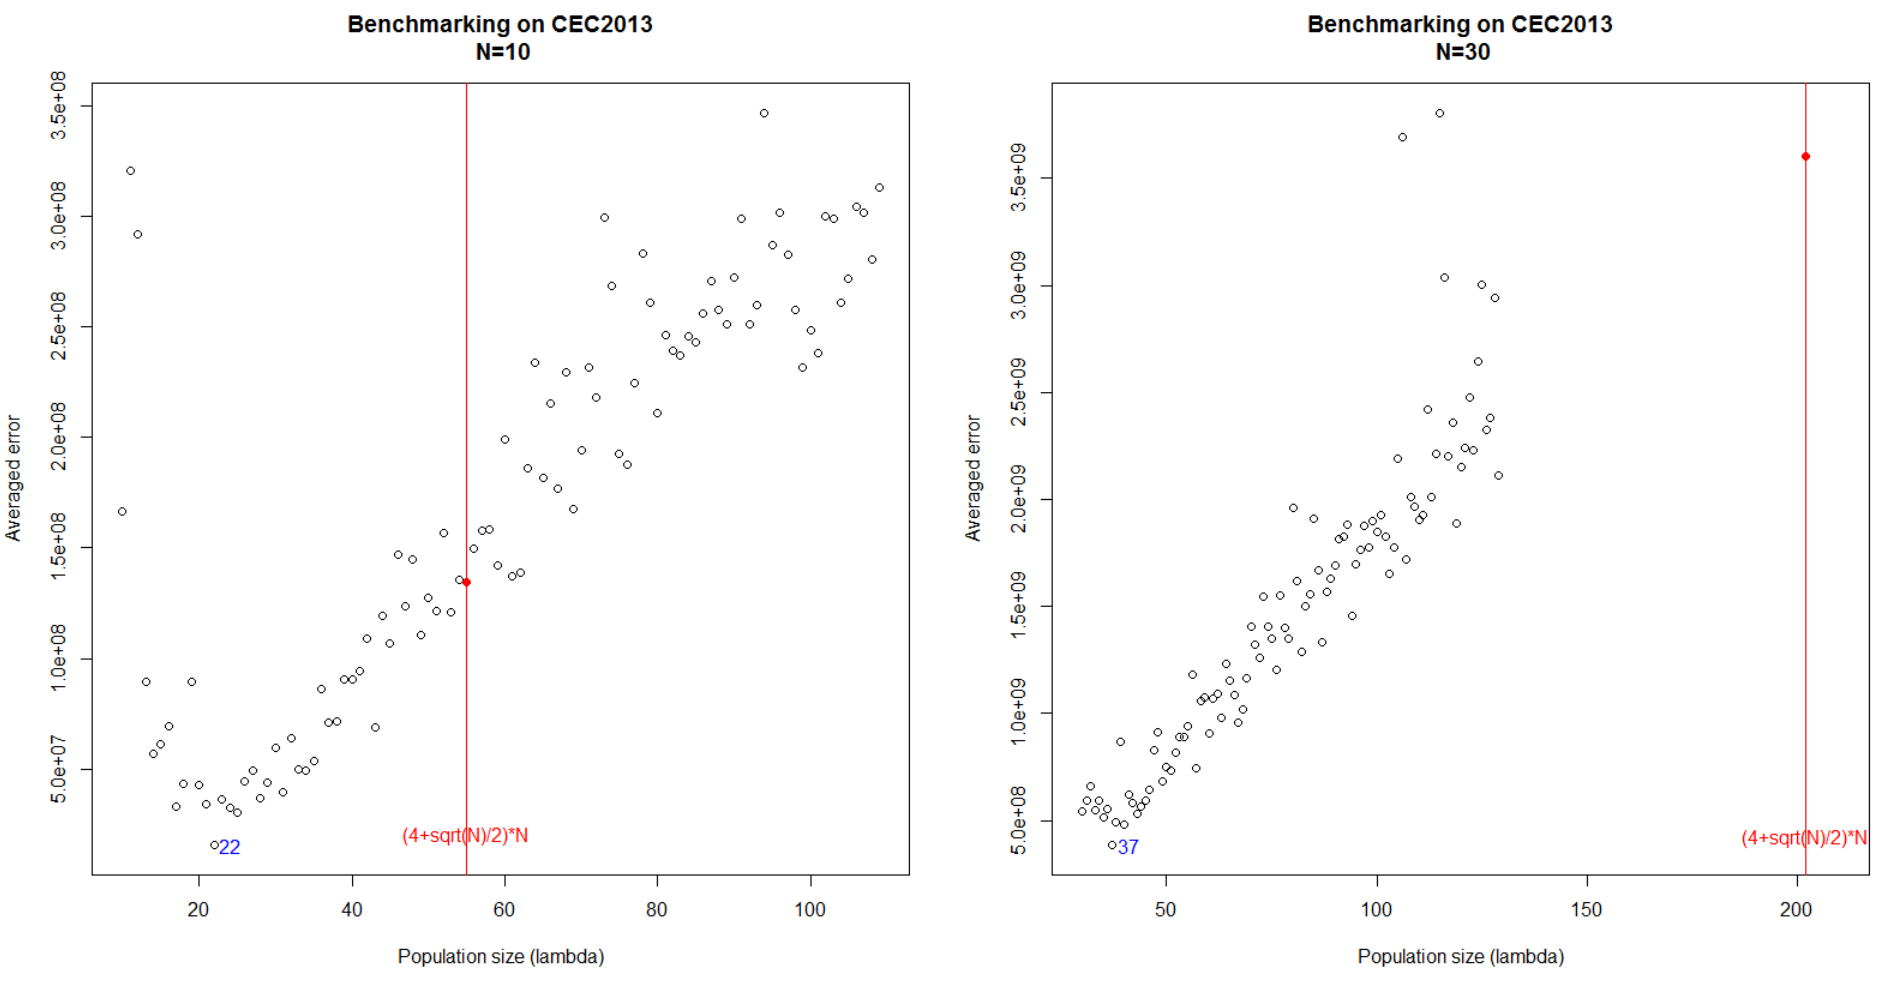 Benchmarking on CEC2013
N=10
Averaged error
3.5e+08
3.0e+08
2.5e+08
2.0e+08
1.5e+08
1.0e+08
5.0e+07
(4+sqrt(N)/2)*N
22
20
40
60
80
100
Population size (lambda)
Benchmarking on CEC2013
N=30
Averaged error
3.5e+09
3.0e+09
2.5e+09
2.0e+09
1.5e+09
1.0e+09
5.0e+08
(4+sqrt(N)/2)*N
37
50
100
150
200
Population size (lambda)